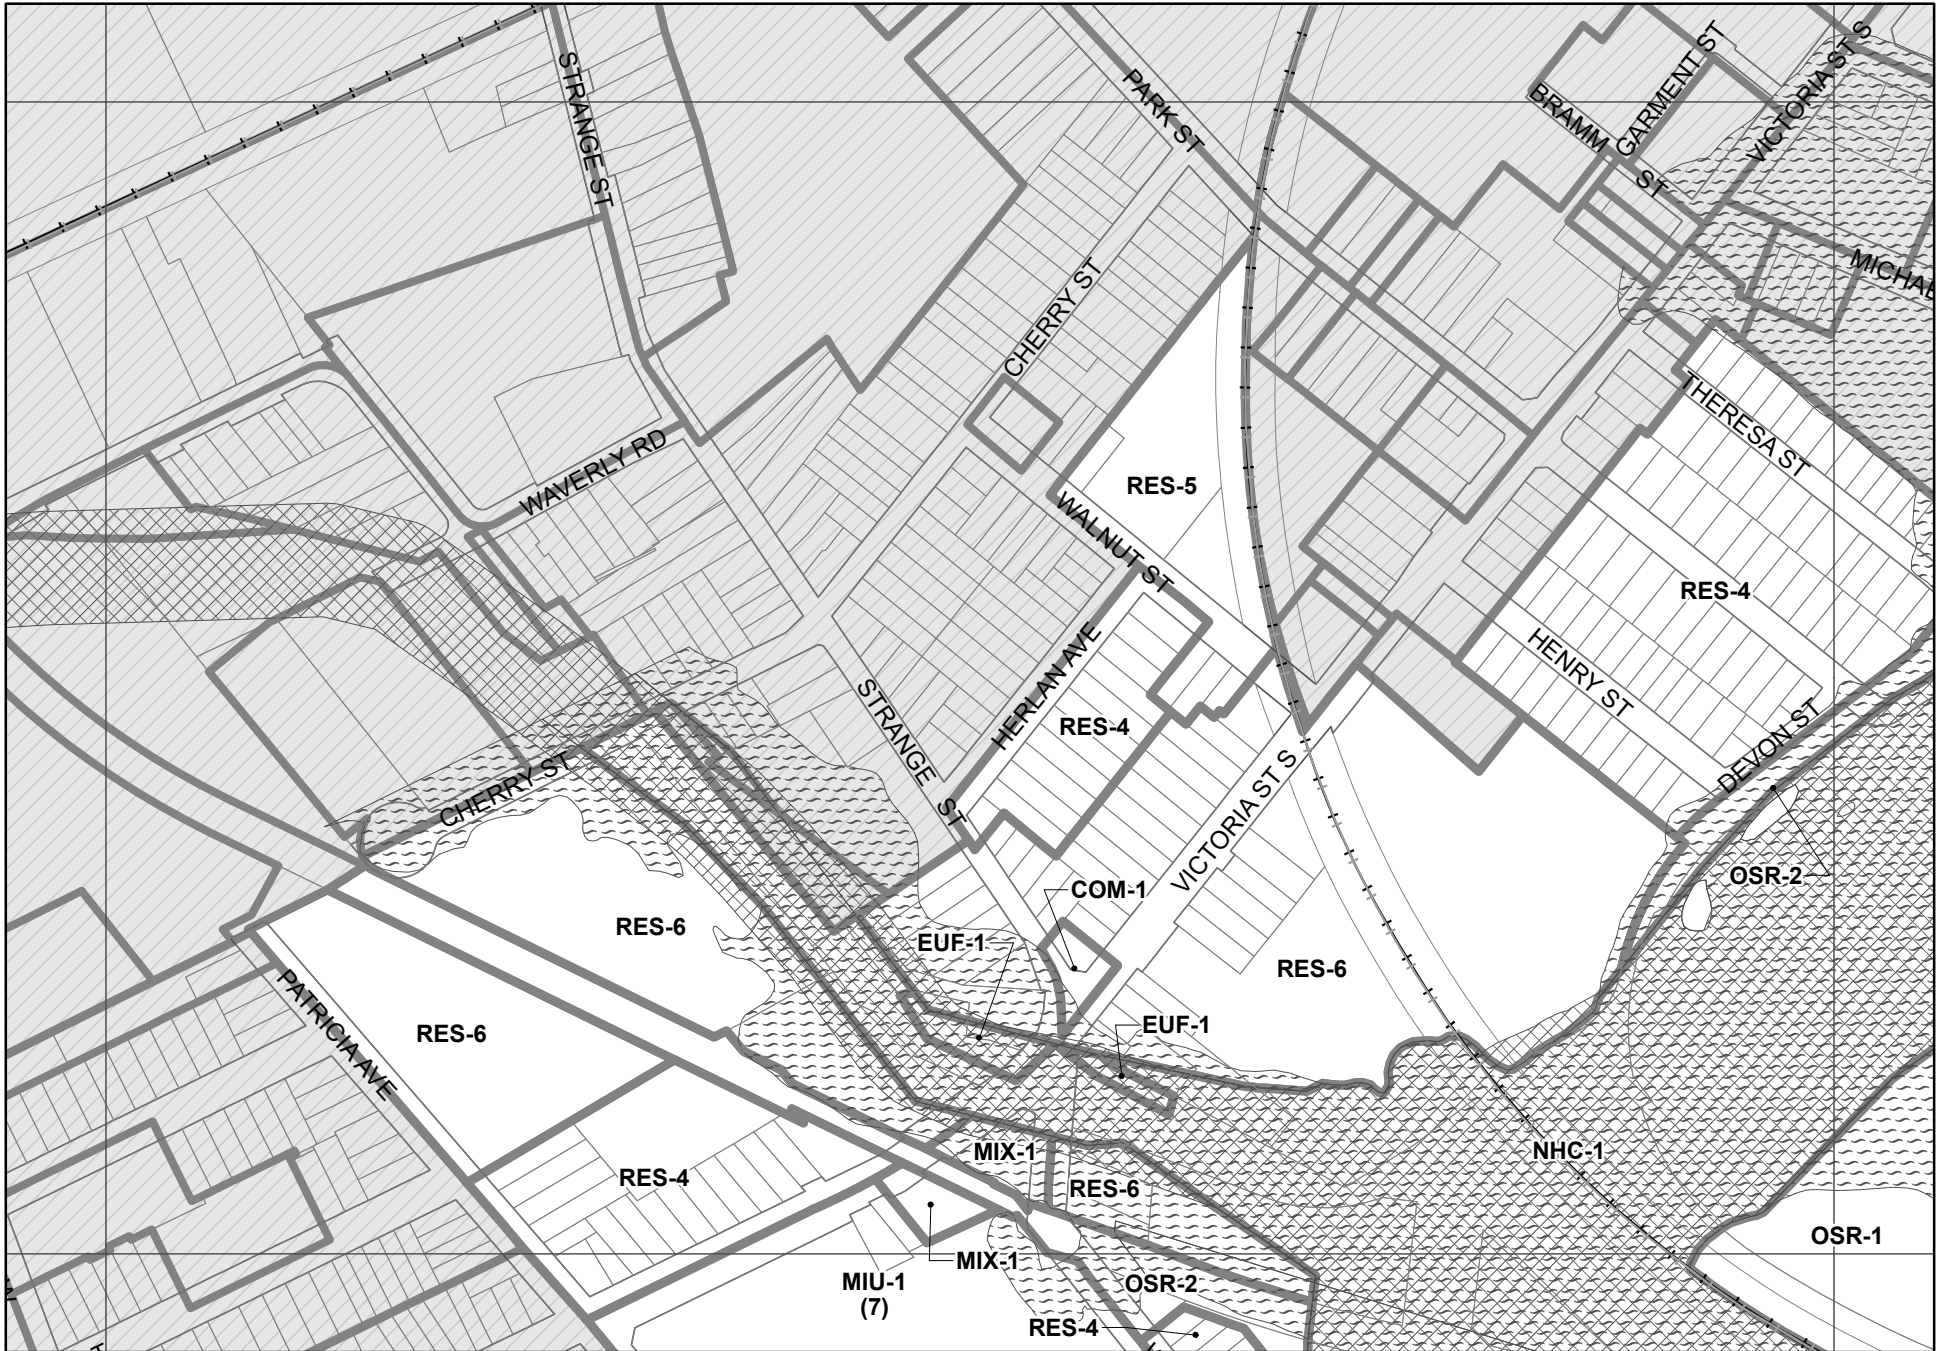 STRANGE ST
PARK ST
BRAMM ST
GARMENT ST
VICTORIA ST S
MICHAE
CHERRY ST
THERESA ST
WAVERLY RD
RES-5
WALNUT ST
RES-4
HENRY ST
HERLAN AVE
STRANGE ST
RES-4
DEVON ST
CHERRY ST
VICTORIA ST S
OSR-2
COM-1
RES-6
EUF-1
RES-6
PATRICIA AVE
RES-6
EUF-1
MIX-1
NHC-1
RES-4
RES-6
OSR-1
MIX-1
MIU-1
(7)
OSR-2
RES-4